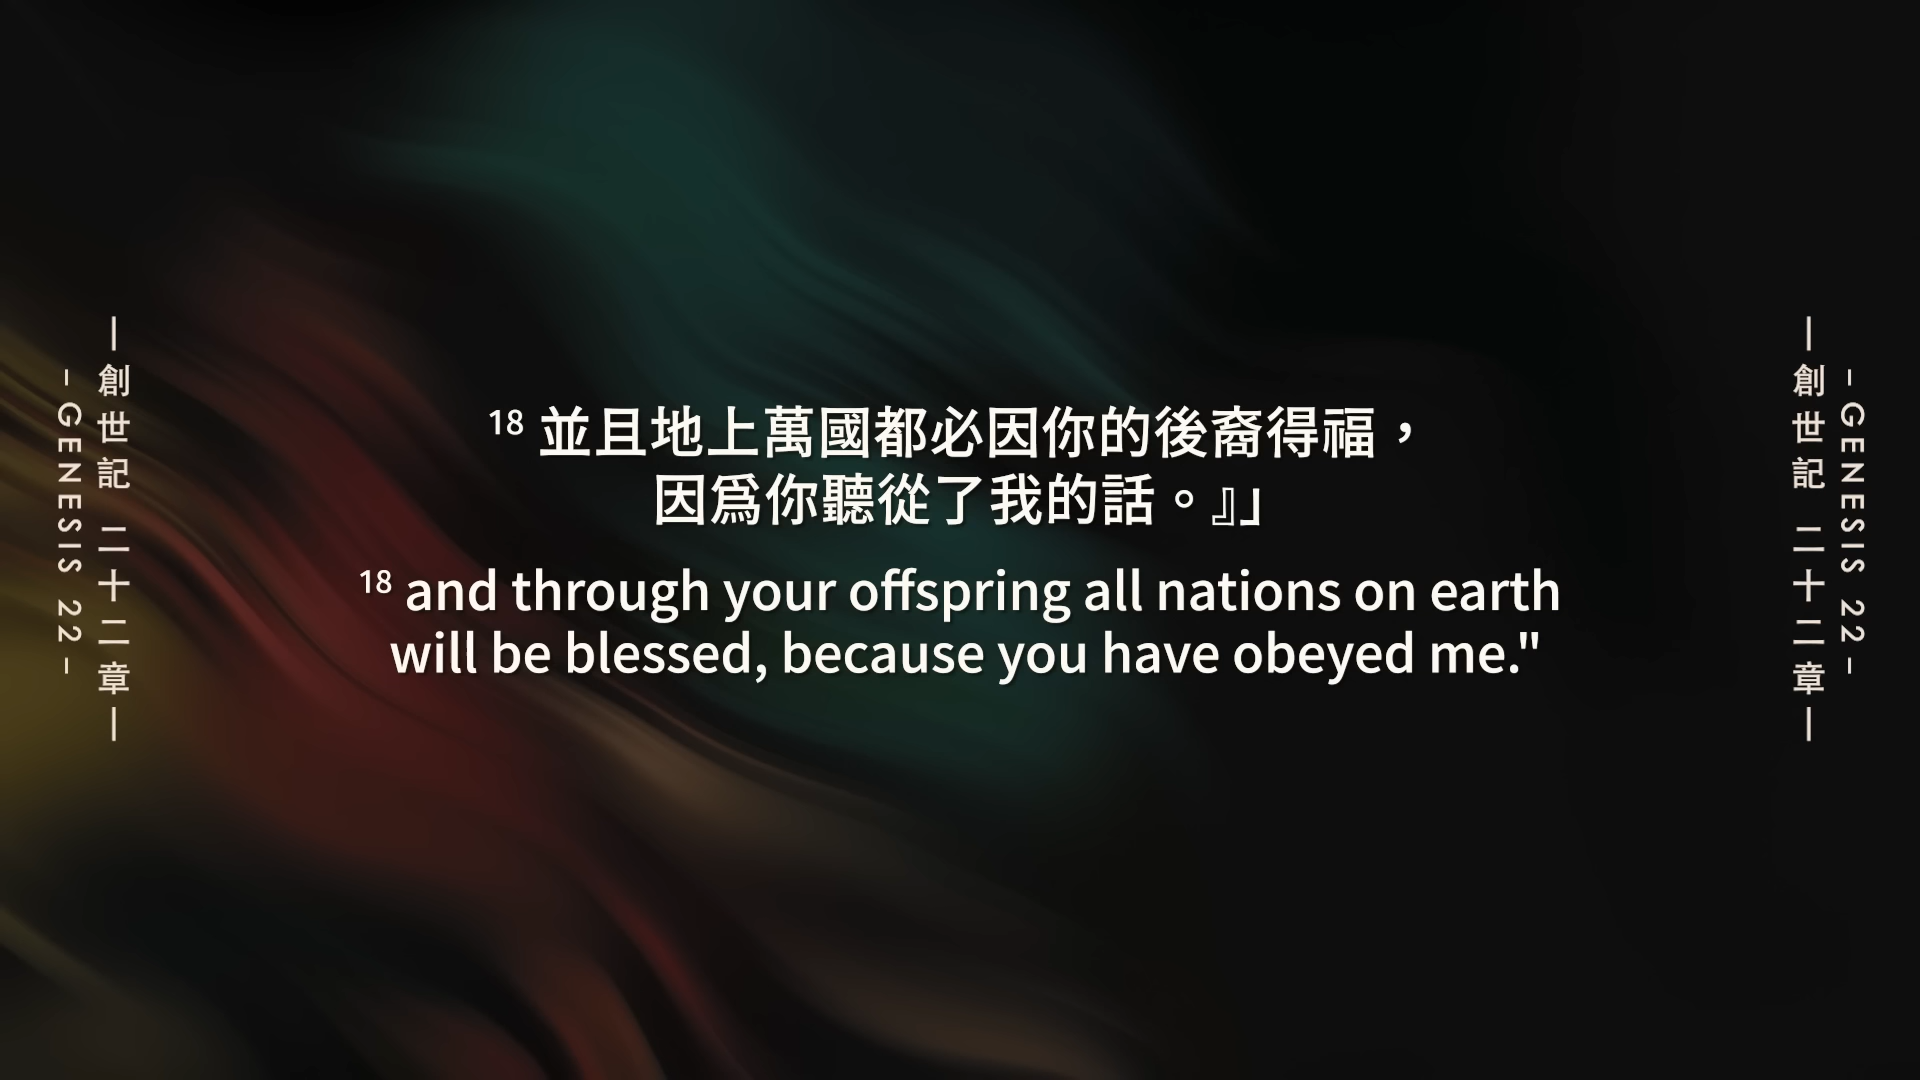 — 創世記 二十二章 —
– GENESIS 22 –
¹⁸ 並且地上萬國都必因你的後裔得福，
因爲你聽從了我的話。』」
¹⁸ and through your offspring all nations on earth
will be blessed, because you have obeyed me."
— 創世記 二十二章 —
– GENESIS 22 –